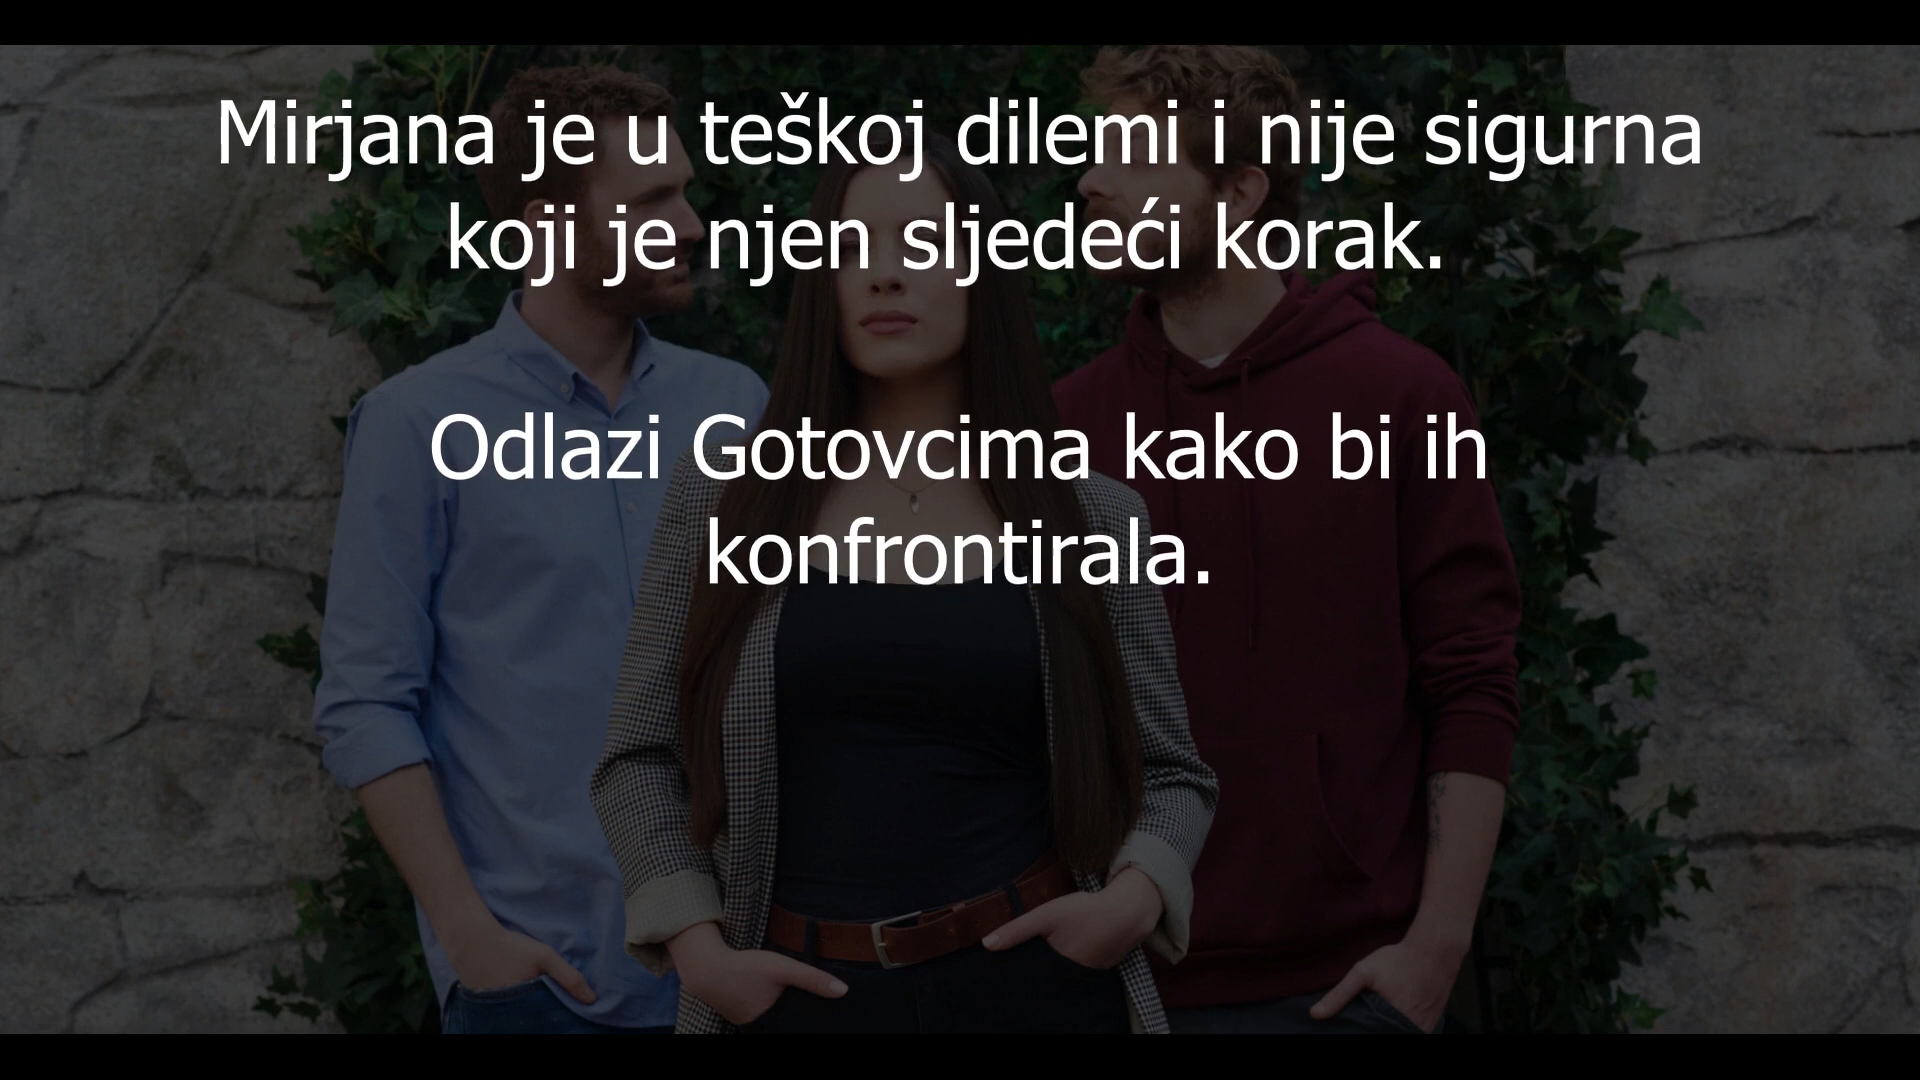 Mirjana je u teškoj dilemi i nije sigurna
koji je njen sljedeći korak.
Odlazi Gotovcima kako bi ih
konfrontirala.